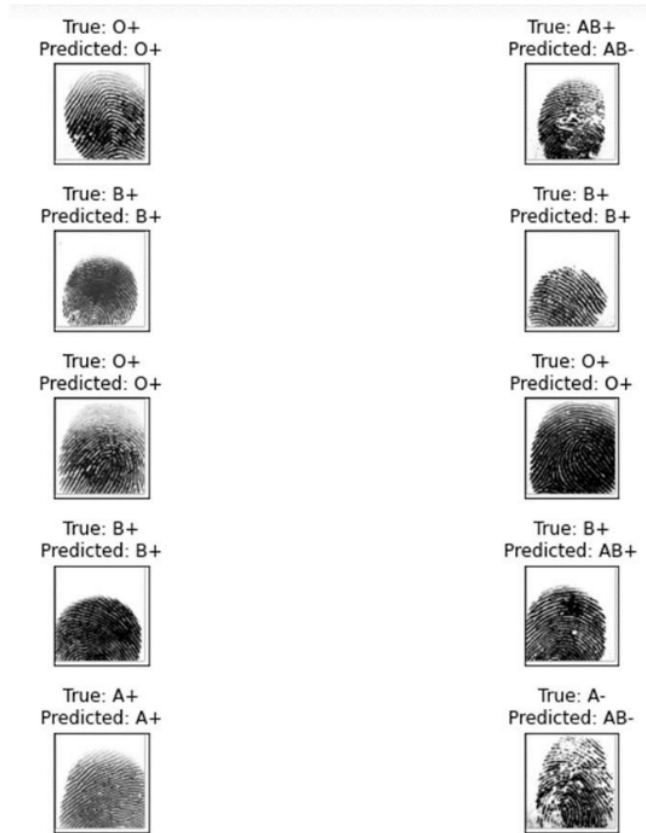 True: O+
Predicted: O+
True: AB+
Predicted: AB-
True: B+
Predicted: B+
True: B+
Predicted: B+
True: O+
Predicted: O+
True: O+
Predicted: O+
True: B+
Predicted: B+
True: B+
Predicted: AB+
True: A+
Predicted: A+
True: A-
Predicted: AB-